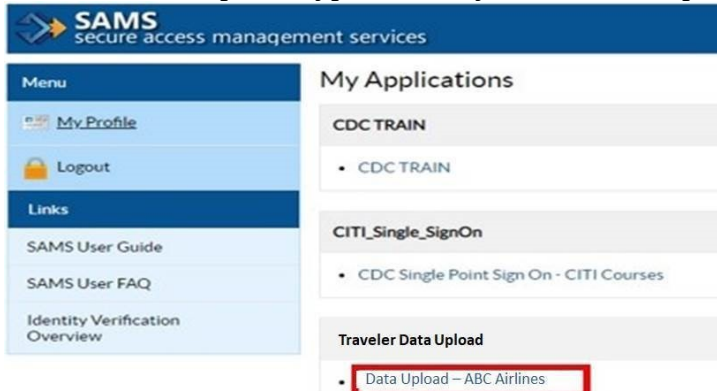 SAMS
secure access management services
Menu
My Profile
Logout
Links
SAMS User Guide
SAMS User FAQ
Identity Verification
Overview
My Applications
CDC TRAIN
• CDC TRAIN
CITI_Single_SignOn
• CDC Single Point Sign On - CITI Courses
Traveler Data Upload
• Data Upload – ABC Airlines